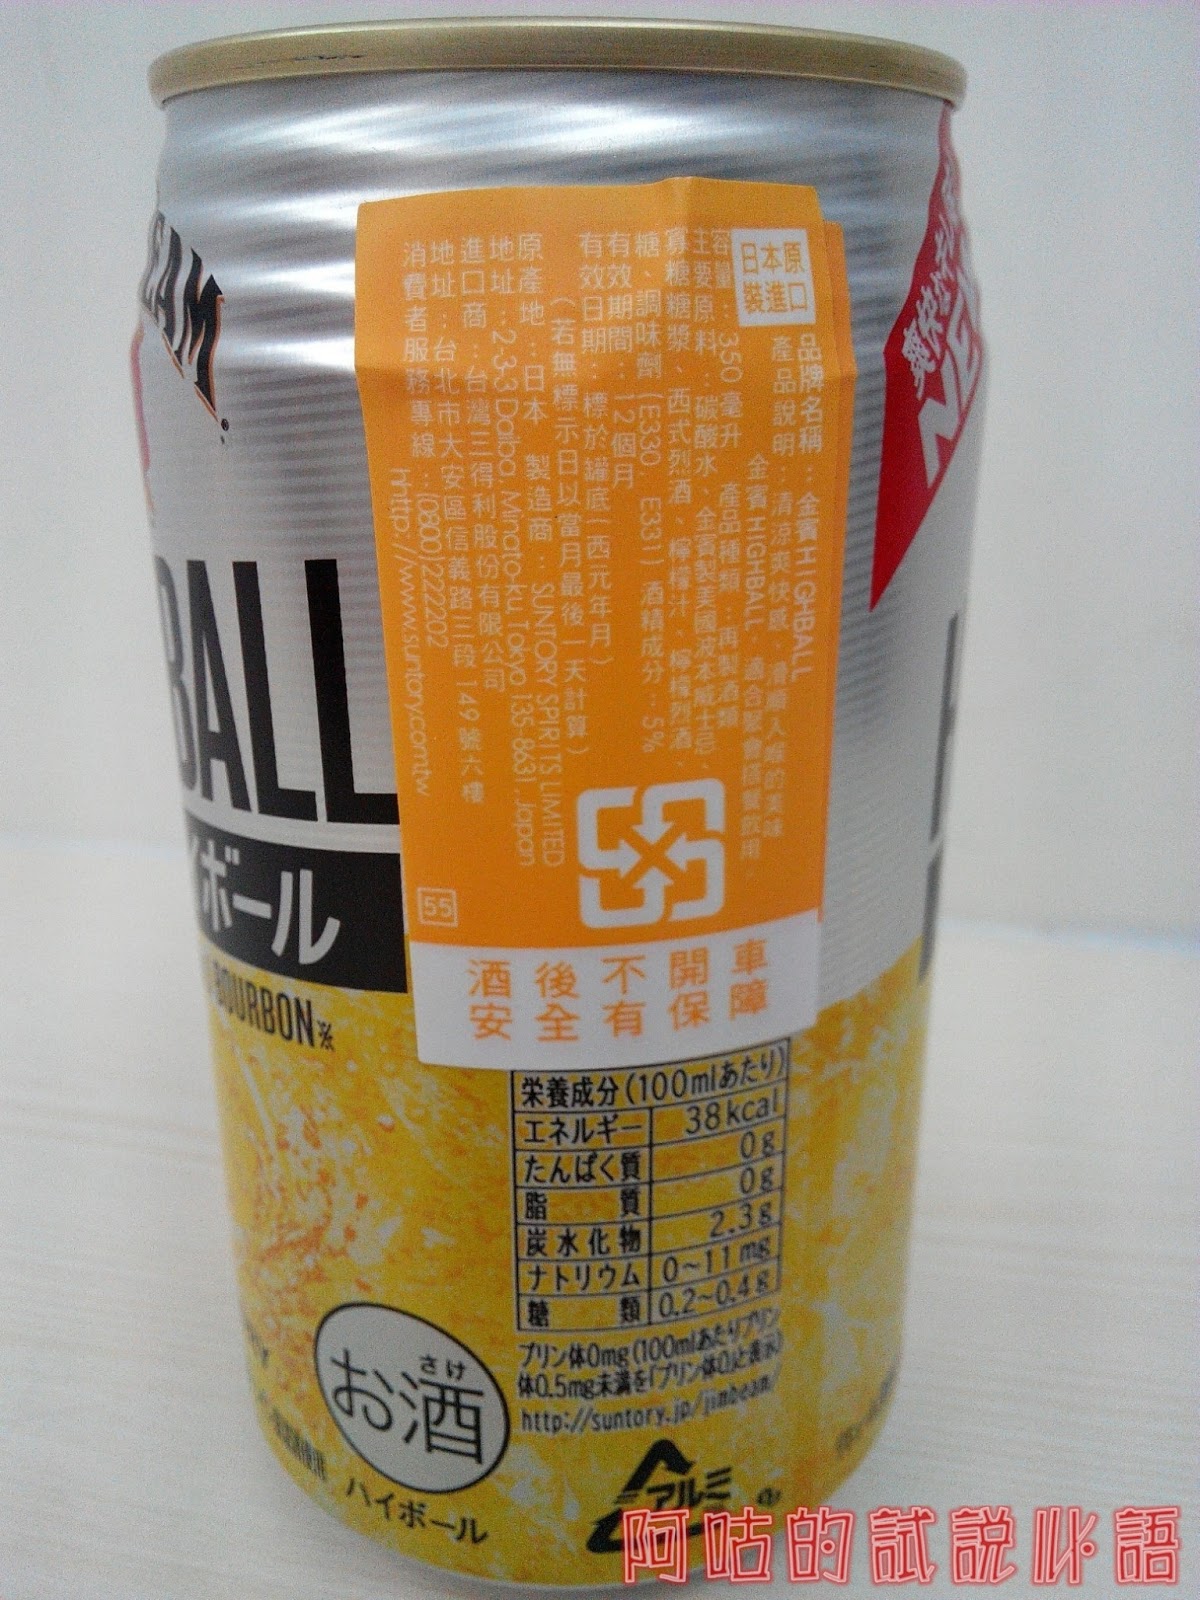 BALL
ボール
BOURBON※
NEW
日本原
裝進口
品牌名稱：金賓HIGHBALL
產品說明：清涼爽快感，滑順入喉的美味
金賓HIGHBALL，適合聚會搭餐飲用。
容量：350毫升 產品種類：再製酒類
主要原料：碳酸水、金賓製美國波本威士忌、
寡糖糖漿、西式烈酒、檸檬汁、檸檬烈酒、
糖、調味劑(E330, E331) 酒精成分：5%
有效期間：12個月
有效日期：標於罐底(西元年月)
(若無標示日以當月最後一天計算)
原產地：日本 製造商：SUNTORY SPIRITS LIMITED
地址：2-3-3 Daiba, Minato-ku, Tokyo 135-8631, Japan
進口商：台灣三得利股份有限公司
地址：台北市大安區信義路三段149號六樓
消費者服務專線：(0800)222202
http://www.suntory.com.tw
55
酒後不開車
安全有保障
栄養成分(100mlあたり)
エネルギー 38kcal
たんぱく質 0g
脂質 0g
炭水化物 2.3g
ナトリウム 0~11mg
糖類 0.2~0.4g
プリン体0mg(100mlあたりプリン
体0.5mg未満を「プリン体0」と表示)
http://suntory.jp/jimbeam/
さけ
お酒
ハイボール
アルミ
阿咕的試說心語